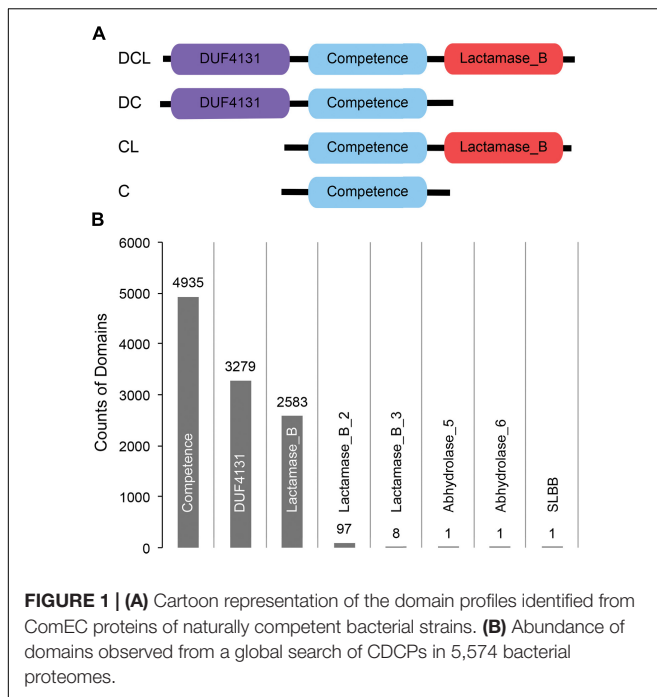 A
DCL DUF4131 Competence Lactamase_B
DC DUF4131 Competence
CL Competence Lactamase_B
C Competence
B
Counts of Domains
6000
5000
4000
3000
2000
1000
0
4935
3279
2583
97
8
1
1
1
Competence
DUF4131
Lactamase_B
Lactamase_B_2
Lactamase_B_3
Abhydrolase_5
Abhydrolase_6
SLBB
FIGURE 1 | (A) Cartoon representation of the domain profiles identified from
ComEC proteins of naturally competent bacterial strains. (B) Abundance of
domains observed from a global search of CDCPs in 5,574 bacterial
proteomes.